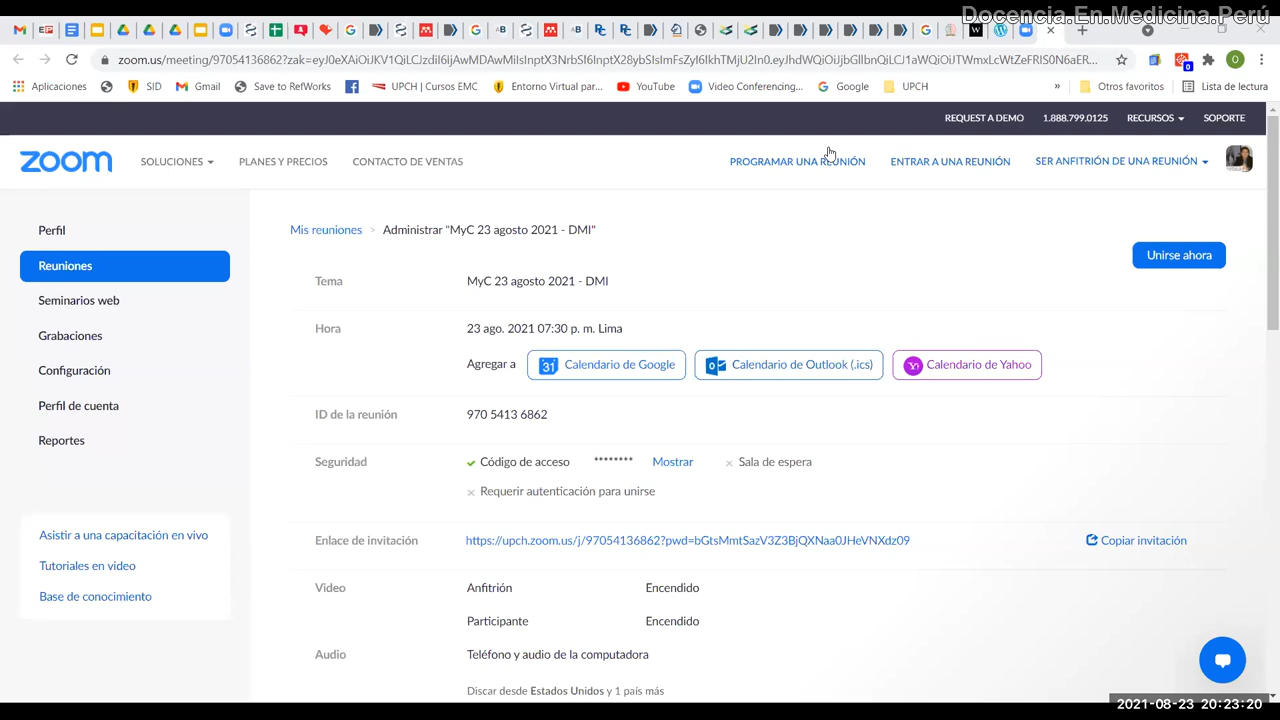 Docencia.En.Medicina.Perú
zoom.us/meeting/97054136862?zak=
Aplicaciones
SID
Gmail
Save to RefWorks
UPCH | Cursos EMC
Entorno Virtual par...
YouTube
Video Conferencing...
Google
UPCH
»
Otros favoritos
Lista de lectura
REQUEST A DEMO
1.888.799.0125
RECURSOS
SOPORTE
zoom
SOLUCIONES
PLANES Y PRECIOS
CONTACTO DE VENTAS
PROGRAMAR UNA REUNIÓN
ENTRAR A UNA REUNIÓN
SER ANFITRIÓN DE UNA REUNIÓN
Perfil
Reuniones
Seminarios web
Grabaciones
Configuración
Perfil de cuenta
Reportes
Asistir a una capacitación en vivo
Tutoriales en video
Base de conocimiento
Mis reuniones > Administrar "MyC 23 agosto 2021 - DMI"
Unirse ahora
Tema MyC 23 agosto 2021 - DMI
Hora 23 ago. 2021 07:30 p. m. Lima
Agregar a Calendario de Google Calendario de Outlook (.ics) Calendario de Yahoo
ID de la reunión 970 5413 6862
Seguridad Código de acceso ******** Mostrar Sala de espera
Requerir autenticación para unirse
Enlace de invitación https://upch.zoom.us/j/97054136862?pwd=bGtsMmtSazV3Z3BjQXNaa0JHeVNXdz09 Copiar invitación
Video Anfitrión Encendido
Participante Encendido
Audio Teléfono y audio de la computadora
Discar desde Estados Unidos y 1 país más
2021-08-23 20:23:20